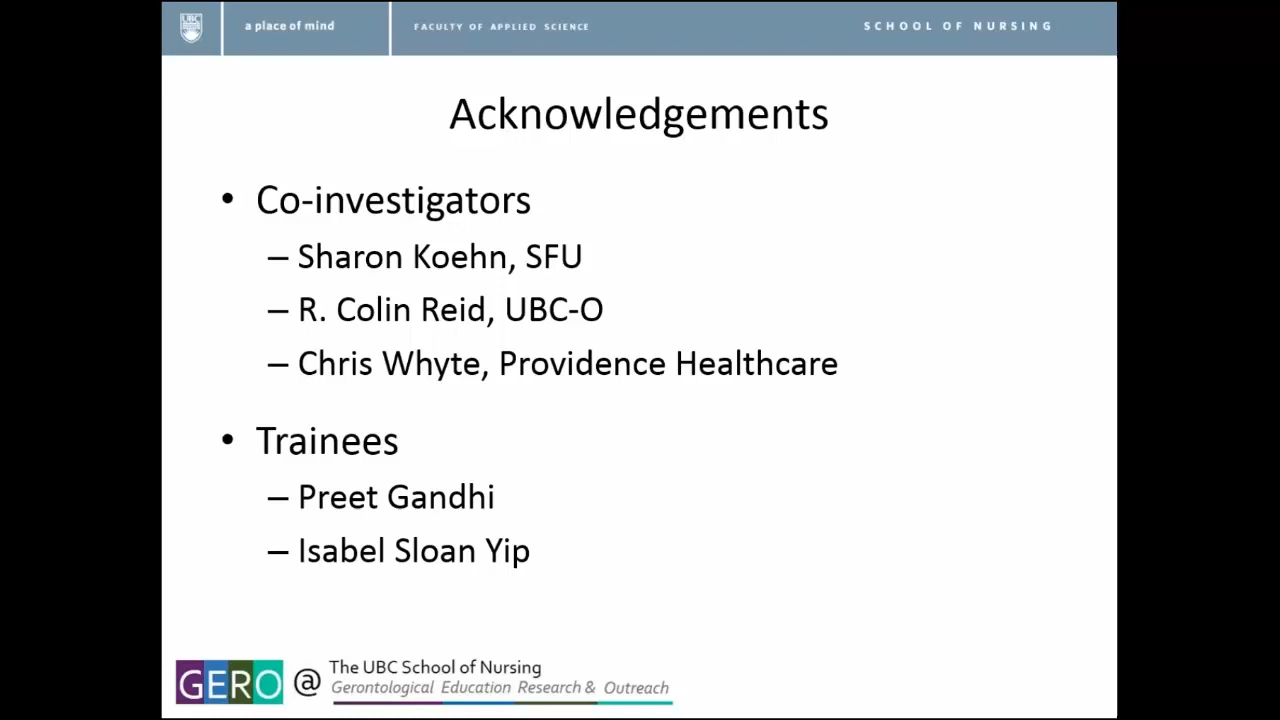 UBC
a place of mind
FACULTY OF APPLIED SCIENCE
SCHOOL OF NURSING
Acknowledgements
• Co-investigators
– Sharon Koehn, SFU
– R. Colin Reid, UBC-O
– Chris Whyte, Providence Healthcare
• Trainees
– Preet Gandhi
– Isabel Sloan Yip
GERO @ The UBC School of Nursing
Gerontological Education Research & Outreach